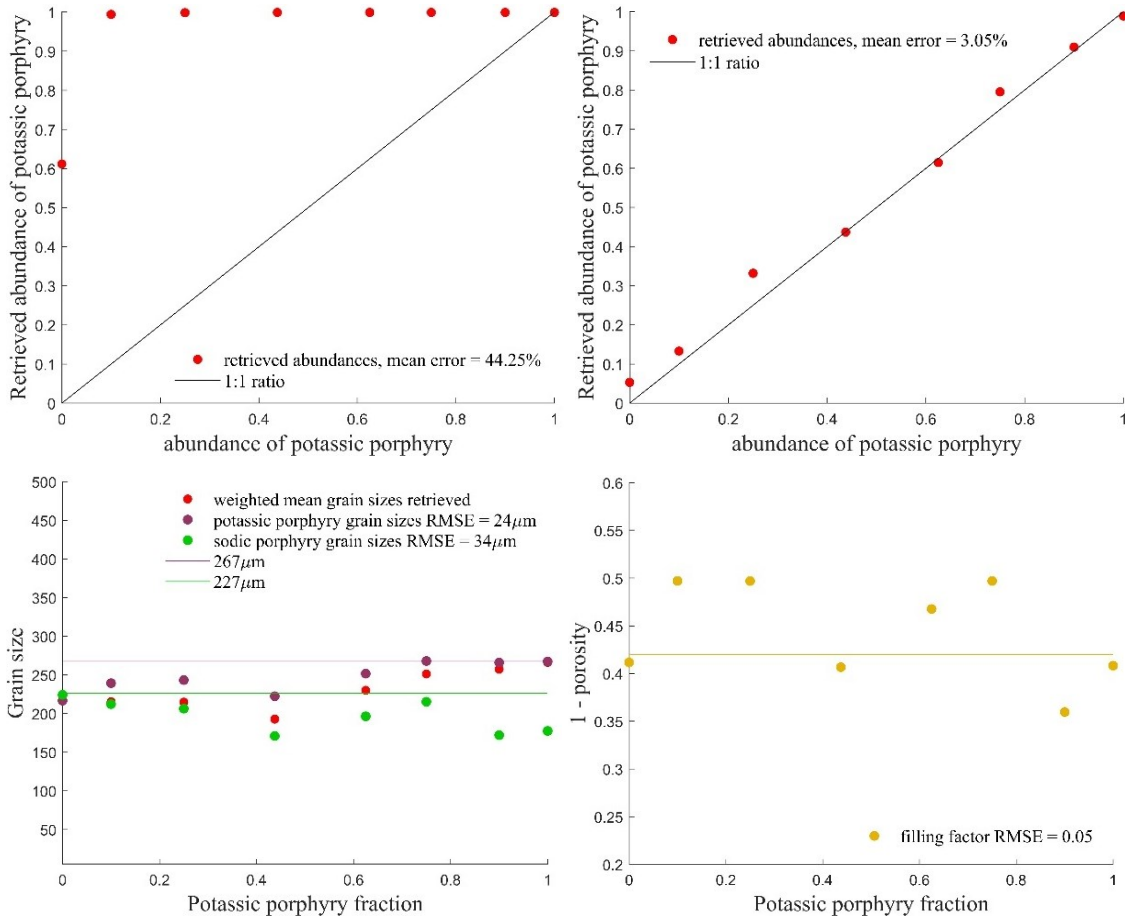 Retrieved abundance of potassic porphyry
1
0.9
0.8
0.7
0.6
0.5
0.4
0.3
0.2
0.1
0
retrieved abundances, mean error = 44.25%
1:1 ratio
0 0.2 0.4 0.6 0.8 1
abundance of potassic porphyry
Retrieved abundance of potassic porphyry
1
0.9
0.8
0.7
0.6
0.5
0.4
0.3
0.2
0.1
0
retrieved abundances, mean error = 3.05%
1:1 ratio
0 0.2 0.4 0.6 0.8 1
abundance of potassic porphyry
Grain size
500
450
400
350
300
250
200
150
100
50
weighted mean grain sizes retrieved
potassic porphyry grain sizes RMSE = 24μm
sodic porphyry grain sizes RMSE = 34μm
267μm
227μm
0 0.2 0.4 0.6 0.8 1
Potassic porphyry fraction
1 - porosity
0.6
0.55
0.5
0.45
0.4
0.35
0.3
0.25
0.2
filling factor RMSE = 0.05
0 0.2 0.4 0.6 0.8 1
Potassic porphyry fraction